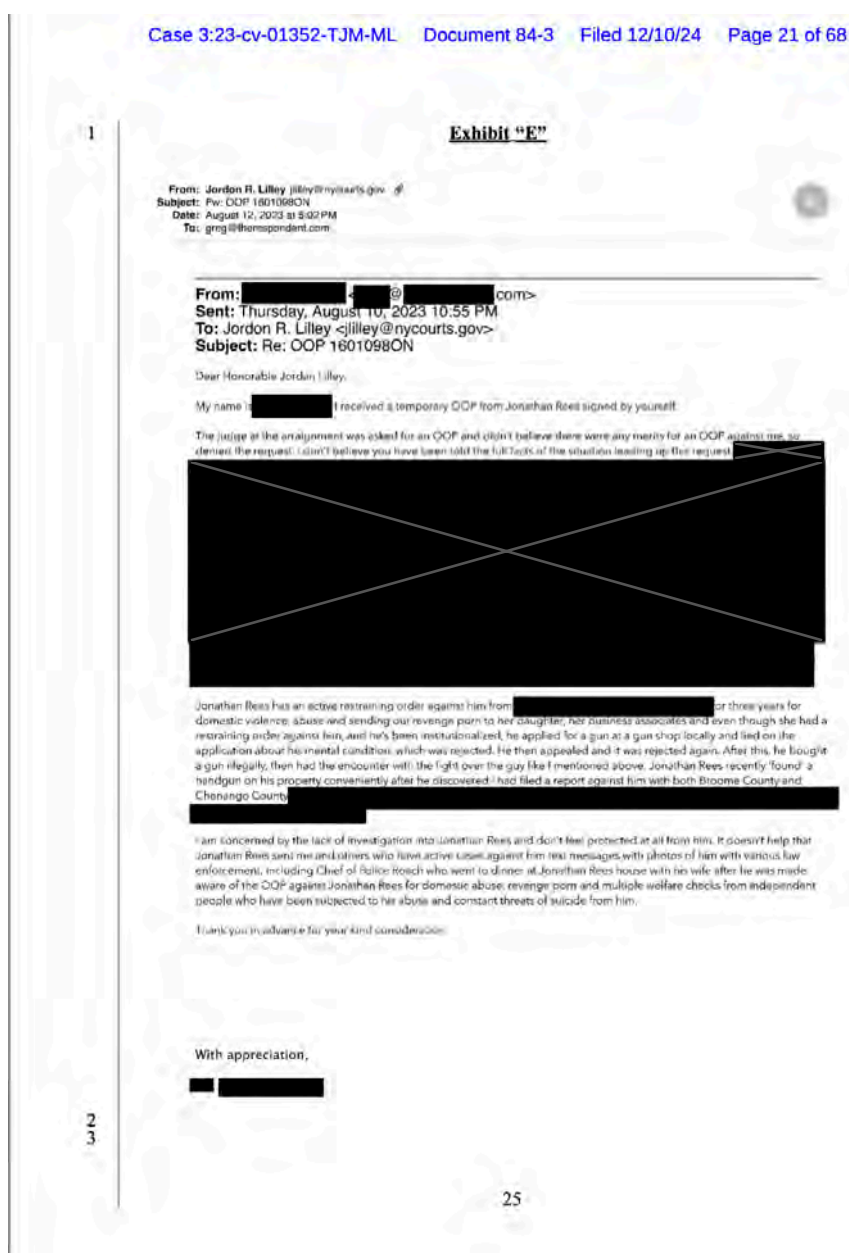 Case 3:23-cv-01352-TJM-ML Document 84-3 Filed 12/10/24 Page 21 of 68
1
Exhibit "E"
From: Jordon R. Lilley jlilley@nycourts.gov
Subject: Fw: OOP 1601098ON
Date: August 12, 2023 at 5:02 PM
To: greg@therespondent.com
From: < @ com>
Sent: Thursday, August 10, 2023 10:55 PM
To: Jordon R. Lilley <jlilley@nycourts.gov>
Subject: Re: OOP 1601098ON
Dear Honorable Jordan Lilley,
My name is I received a temporary OOP from Jonathan Rees signed by yourself.
The judge at the arraignment was asked for an OOP and didn't believe there were any merits for an OOP against me, so
denied the request. I don't believe you have been told the full facts of the situation leading up this request
Jonathan Rees has an active restraining order against him from or three years for
domestic violence, abuse and sending our revenge porn to her daughter, her business associates and even though she had a
restraining order against him, and he's been institutionalized, he applied for a gun at a gun shop locally and lied on the
application about his mental condition, which was rejected. He then appealed and it was rejected again. After this, he bought
a gun illegally, then had the encounter with the fight over the guy like I mentioned above. Jonathan Rees recently 'found' a
handgun on his property conveniently after he discovered I had filed a report against him with both Broome County and
Chenango County
I am concerned by the lack of investigation into Jonathan Rees and don't feel protected at all from him. It doesn't help that
Jonathan Rees sent me and others who have active cases against him text messages with photos of him with various law
enforcement, including Chief of Police Rosch who went to dinner at Jonathan Rees house with his wife after he was made
aware of the OOP against Jonathan Rees for domestic abuse, revenge porn and multiple welfare checks from independent
people who have been subjected to his abuse and constant threats of suicide from him.
Thank you in advance for your kind consideration.
With appreciation,
2
3
25